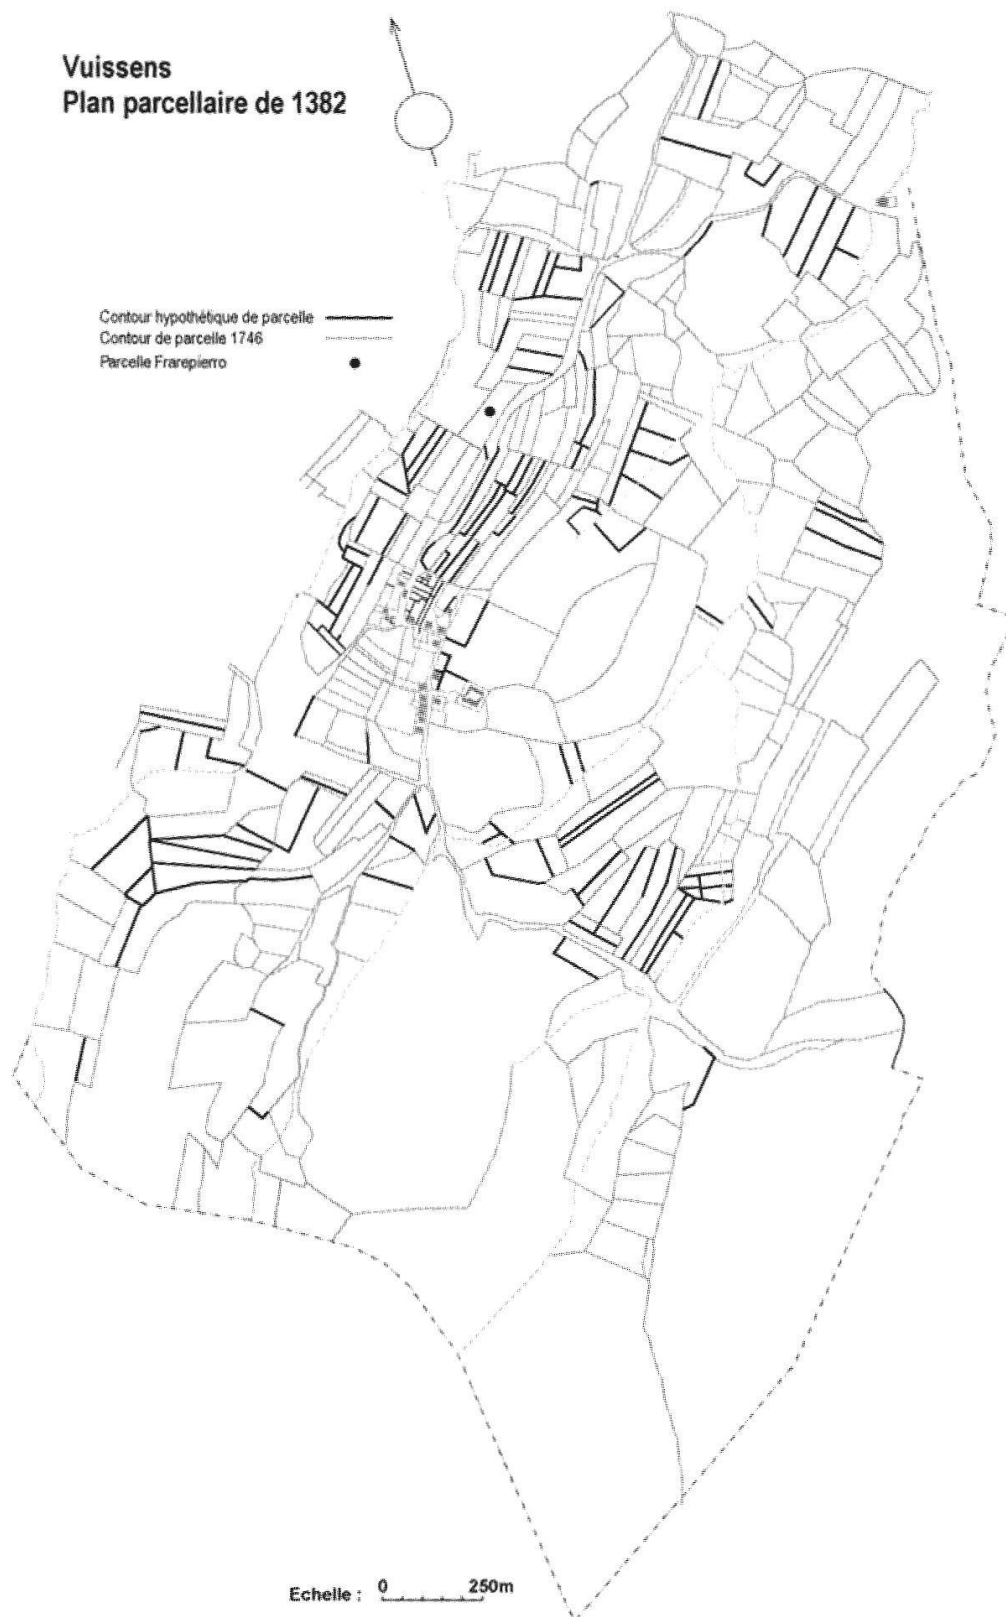 Vuissens
Plan parcellaire de 1382
Contour hypothétique de parcelle
Contour de parcelle 1746
Parcelle Frarepierro
Echelle : 0 250m